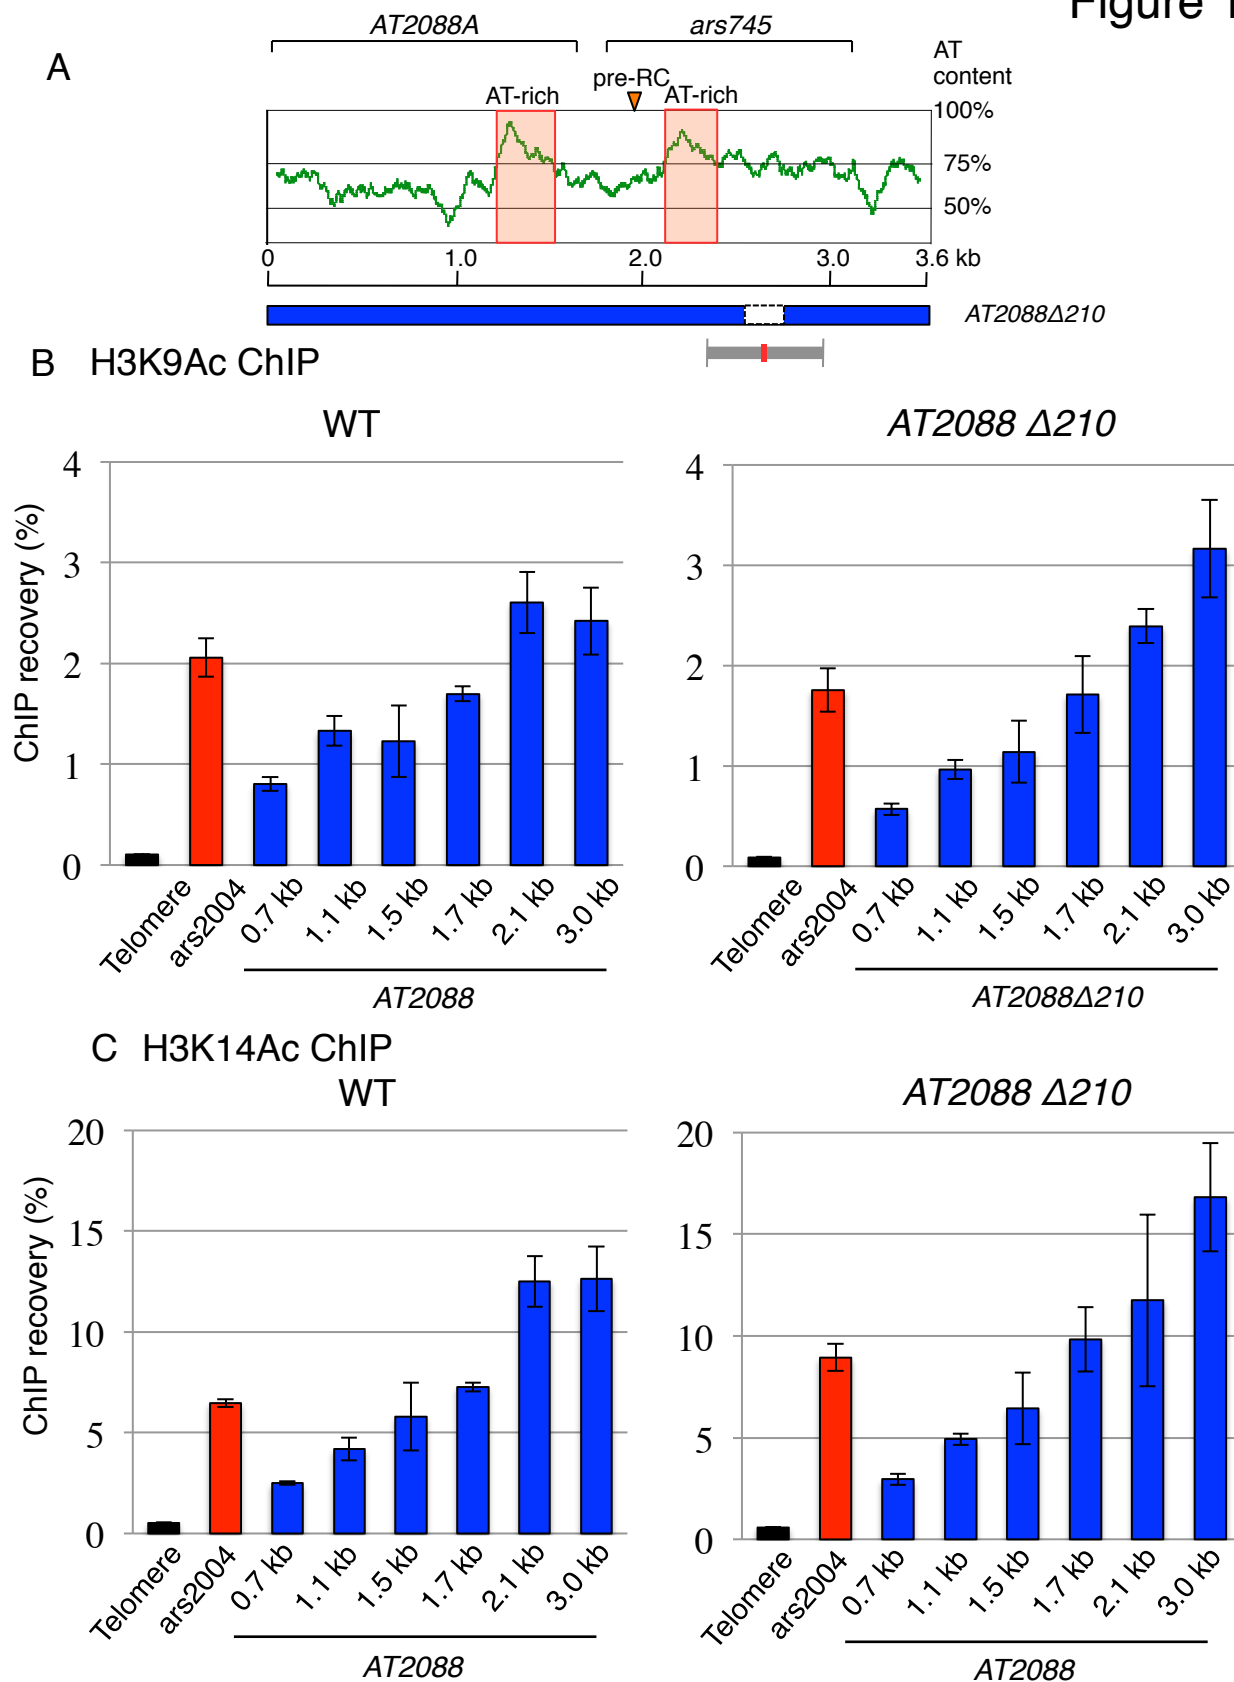 Figure
AT2088A
ars745
A
AT content
pre-RC
AT-rich
AT-rich
100%
75%
50%
0 1.0 2.0 3.0 3.6 kb
AT2088Δ210
B H3K9Ac ChIP
WT
AT2088 Δ210
ChIP recovery (%)
4
3
2
1
0
Telomere ars2004 0.7 kb 1.1 kb 1.5 kb 1.7 kb 2.1 kb 3.0 kb
AT2088
4
3
2
1
0
Telomere ars2004 0.7 kb 1.1 kb 1.5 kb 1.7 kb 2.1 kb 3.0 kb
AT2088Δ210
C H3K14Ac ChIP
WT
AT2088 Δ210
ChIP recovery (%)
20
15
10
5
0
Telomere ars2004 0.7 kb 1.1 kb 1.5 kb 1.7 kb 2.1 kb 3.0 kb
AT2088
20
15
10
5
0
Telomere ars2004 0.7 kb 1.1 kb 1.5 kb 1.7 kb 2.1 kb 3.0 kb
AT2088